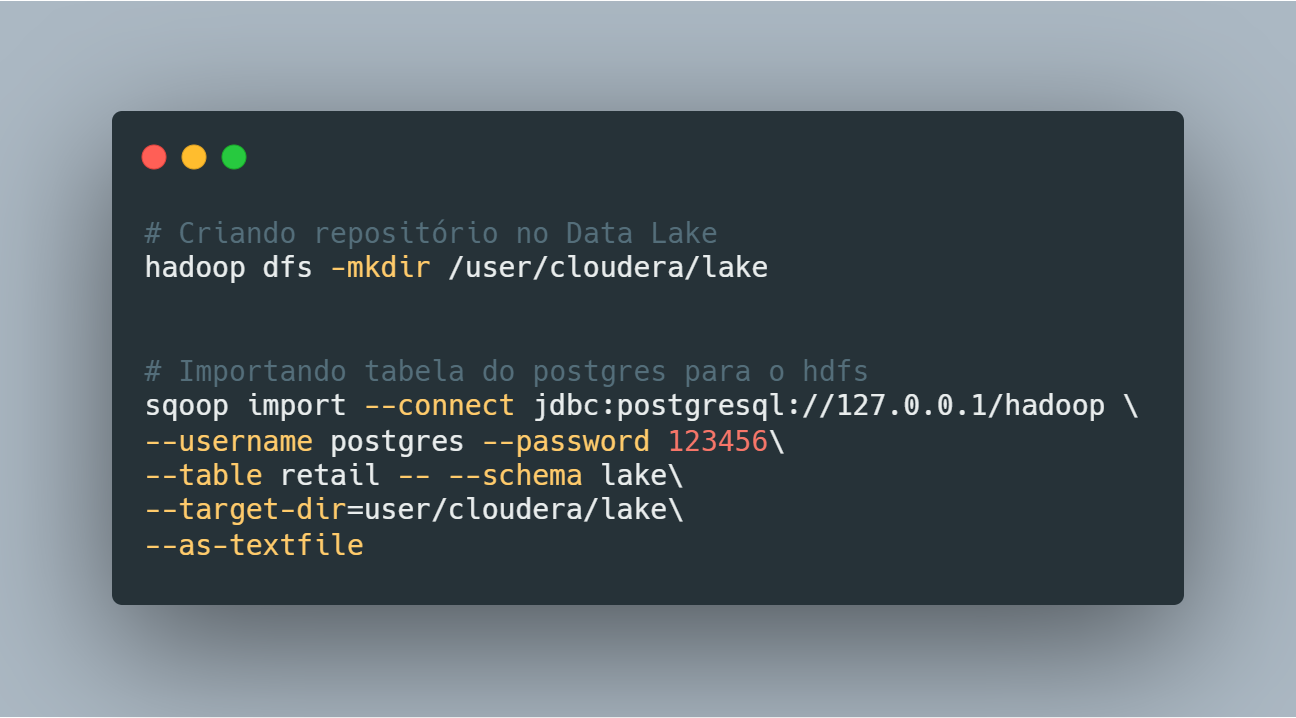 # Criando repositório no Data Lake
hadoop dfs -mkdir /user/cloudera/lake
# Importando tabela do postgres para o hdfs
sqoop import --connect jdbc:postgresql://127.0.0.1/hadoop \
--username postgres --password 123456\
--table retail -- --schema lake\
--target-dir=user/cloudera/lake\
--as-textfile